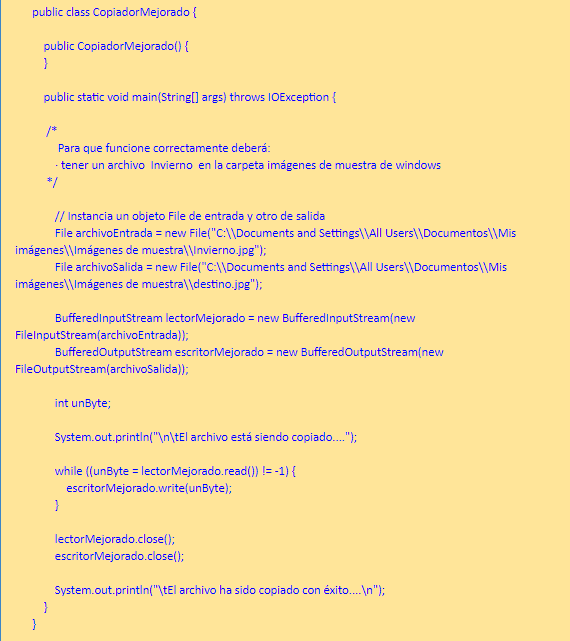 public class CopiadorMejorado {
public CopiadorMejorado() {
}
public static void main(String[] args) throws IOException {
/*
Para que funcione correctamente deberá:
· tener un archivo  Invierno  en la carpeta imágenes de muestra de windows
*/
// Instancia un objeto File de entrada y otro de salida
File archivoEntrada = new File("C:\\Documents and Settings\\All Users\\Documentos\\Mis
imágenes\\Imágenes de muestra\\Invierno.jpg");
File archivoSalida = new File("C:\\Documents and Settings\\All Users\\Documentos\\Mis
imágenes\\Imágenes de muestra\\destino.jpg");
BufferedInputStream lectorMejorado = new BufferedInputStream(new
FileInputStream(archivoEntrada));
BufferedOutputStream escritorMejorado = new BufferedOutputStream(new
FileOutputStream(archivoSalida));
int unByte;
System.out.println("\n\tEl archivo está siendo copiado....");
while ((unByte = lectorMejorado.read()) != -1) {
escritorMejorado.write(unByte);
}
lectorMejorado.close();
escritorMejorado.close();
System.out.println("\tEl archivo ha sido copiado con éxito....\n");
}
}